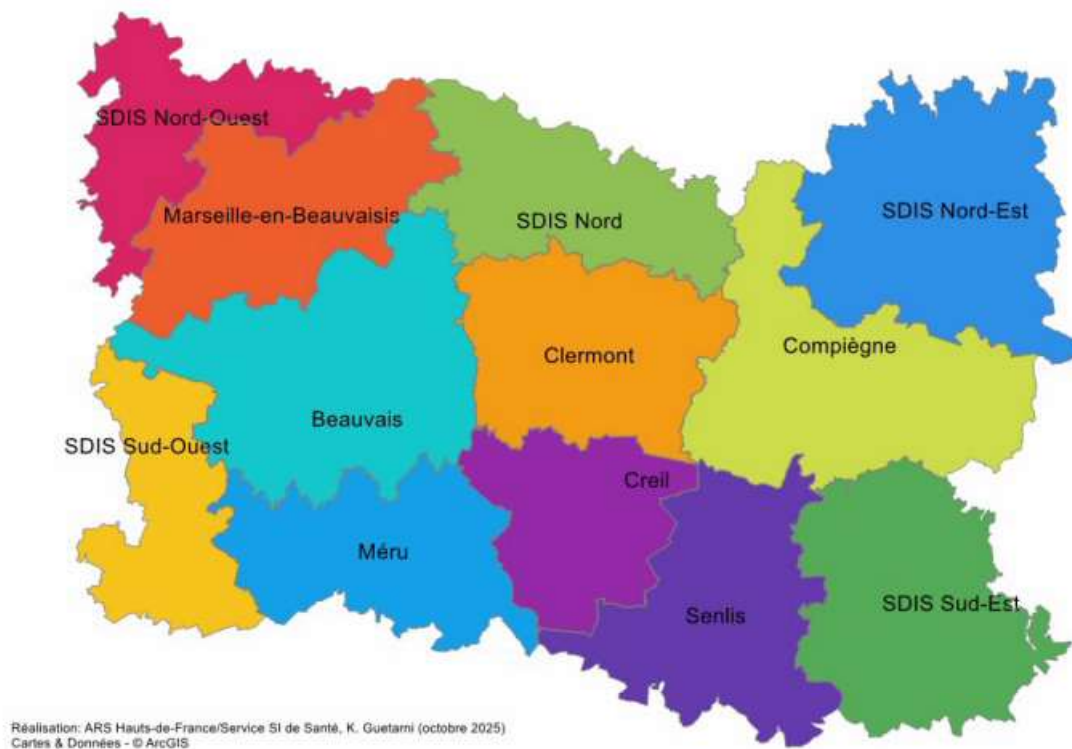 SDIS Nord-Ouest
Marseille-en-Beauvaisis
SDIS Nord
SDIS Nord-Est
Clermont
Compiègne
Beauvais
SDIS Sud-Ouest
Creil
Méru
SDIS Sud-Est
Senlis
Réalisation: ARS Hauts-de-France/Service SI de Santé, K. Guetarni (octobre 2025)
Cartes & Données - © ArcGIS